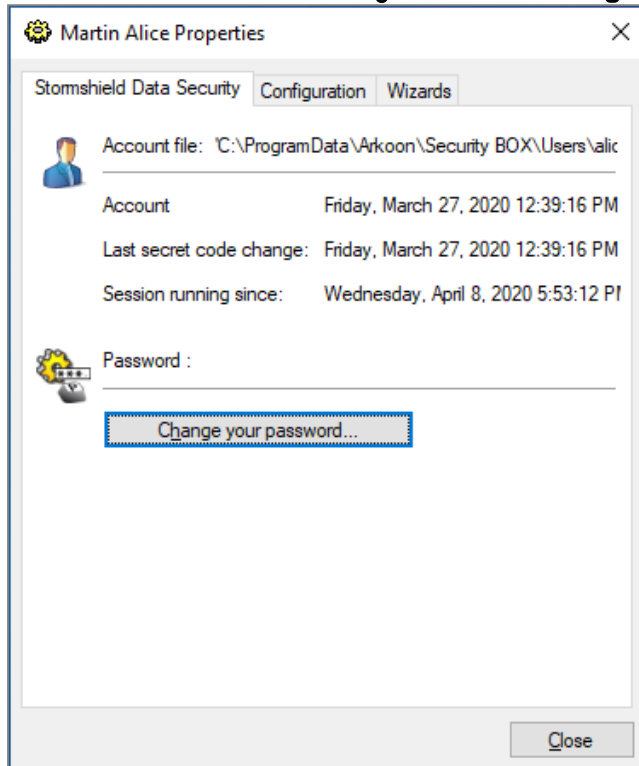 Martin Alice Properties
Stormshield Data Security Configuration Wizards
Account file: 'C:\ProgramData\Arkoon\Security BOX\Users\alic
Account Friday, March 27, 2020 12:39:16 PM
Last secret code change: Friday, March 27, 2020 12:39:16 PM
Session running since: Wednesday, April 8, 2020 5:53:12 P
Password :
Change your password...
Close